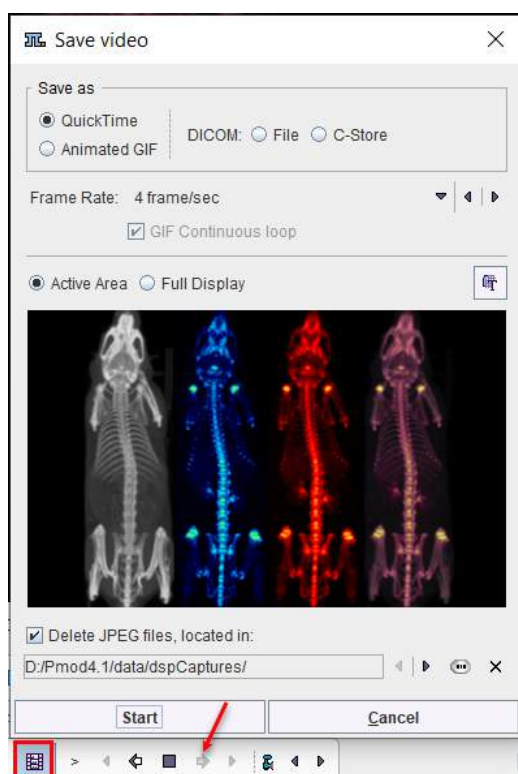 Save video
Save as
QuickTime
Animated GIF
DICOM: File C-Store
Frame Rate: 4 frame/sec
GIF Continuous loop
Active Area Full Display
Delete JPEG files, located in:
D:/Pmod4.1/data/dspCaptures/
Start Cancel